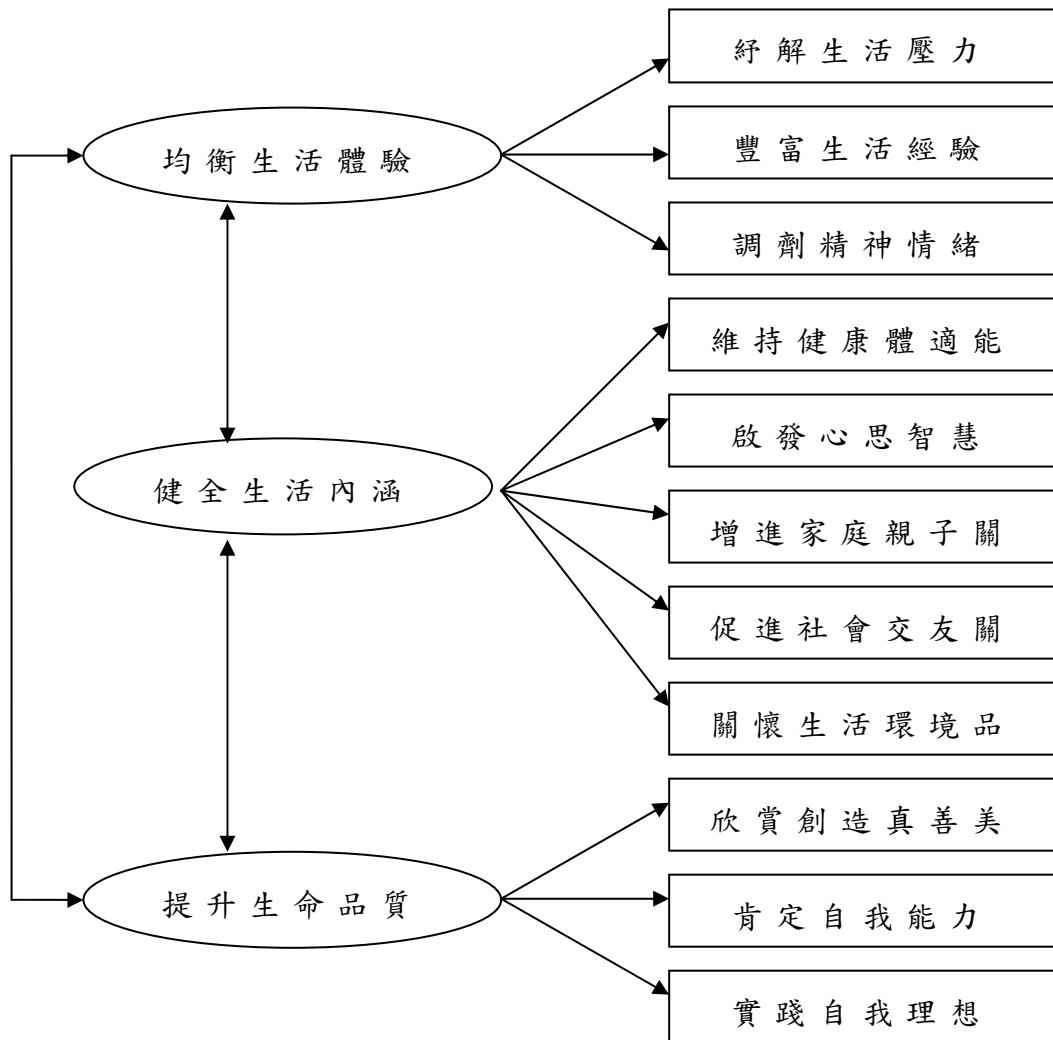 紓解生活壓力
均衡生活體驗
豐富生活經驗
調劑精神情緒
維持健康體適能
啟發心思智慧
健全生活內涵
增進家庭親子關
促進社會交友關
關懷生活環境品
欣賞創造真善美
提升生命品質
肯定自我能力
實踐自我理想